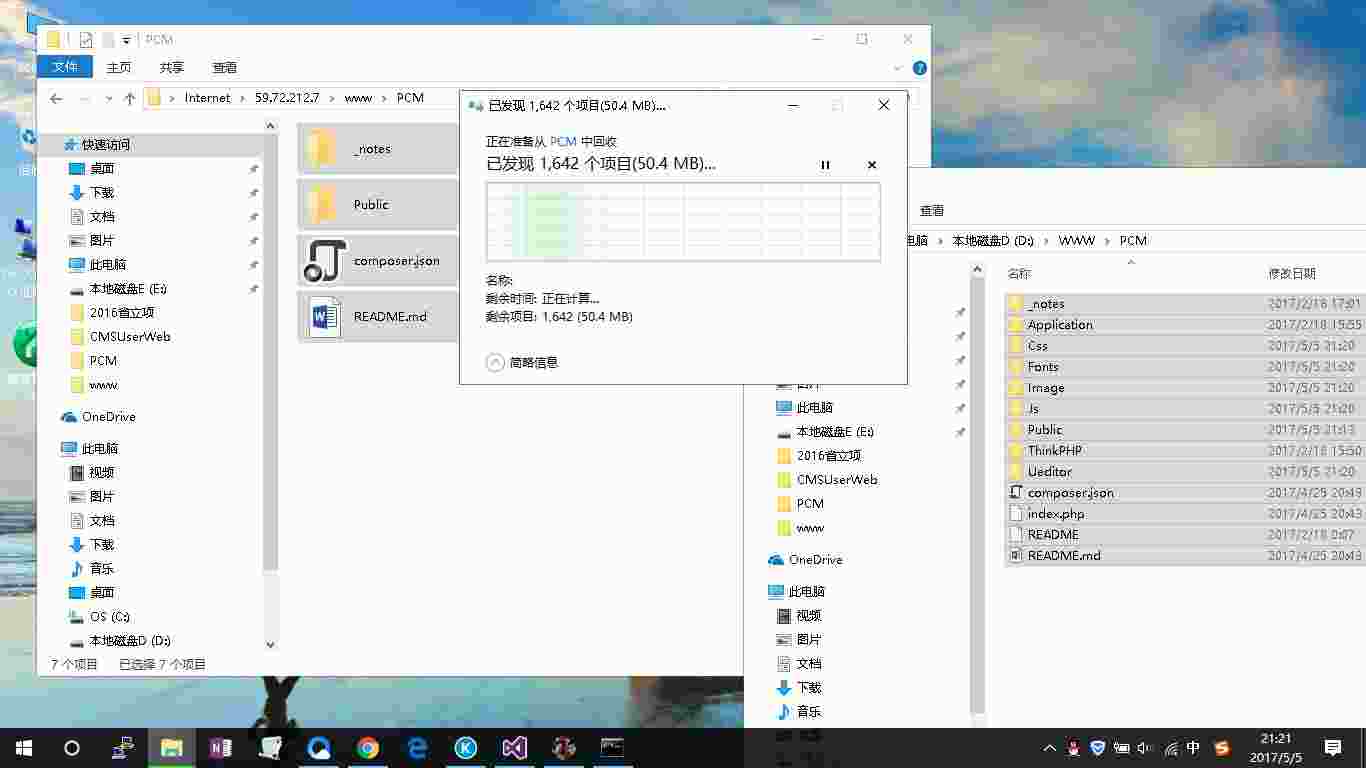 PCM
文件 主页 共享 查看
Internet › 59.72.212.7 › www › PCM
快速访问
桌面
下载
文档
图片
此电脑
本地磁盘E (E:)
2016省立项
CMSUserWeb
PCM
www
OneDrive
此电脑
视频
图片
文档
下载
音乐
桌面
OS (C:)
本地磁盘D (D:)
7 个项目 已选择 7 个项目
_notes
Public
composer.json
README.md
已发现 1,642 个项目(50.4 MB)...
正在准备从 PCM 中回收
已发现 1,642 个项目(50.4 MB)...
名称:
剩余时间: 正在计算...
剩余项目: 1,642 (50.4 MB)
简略信息
查看
电脑 › 本地磁盘D (D:) › WWW › PCM
图片
此电脑
本地磁盘E (E:)
2016省立项
CMSUserWeb
PCM
www
OneDrive
此电脑
视频
图片
文档
下载
音乐
名称 修改日期
_notes 2017/2/18 17:01
Application 2017/2/18 15:55
Css 2017/5/5 21:20
Fonts 2017/5/5 21:20
Image 2017/5/5 21:20
Js 2017/5/5 21:20
Public 2017/5/5 21:13
ThinkPHP 2017/2/18 15:50
Ueditor 2017/5/5 21:20
composer.json 2017/4/25 20:43
index.php 2017/4/25 20:43
README 2017/2/18 0:07
README.md 2017/4/25 20:43
中
21:21
2017/5/5